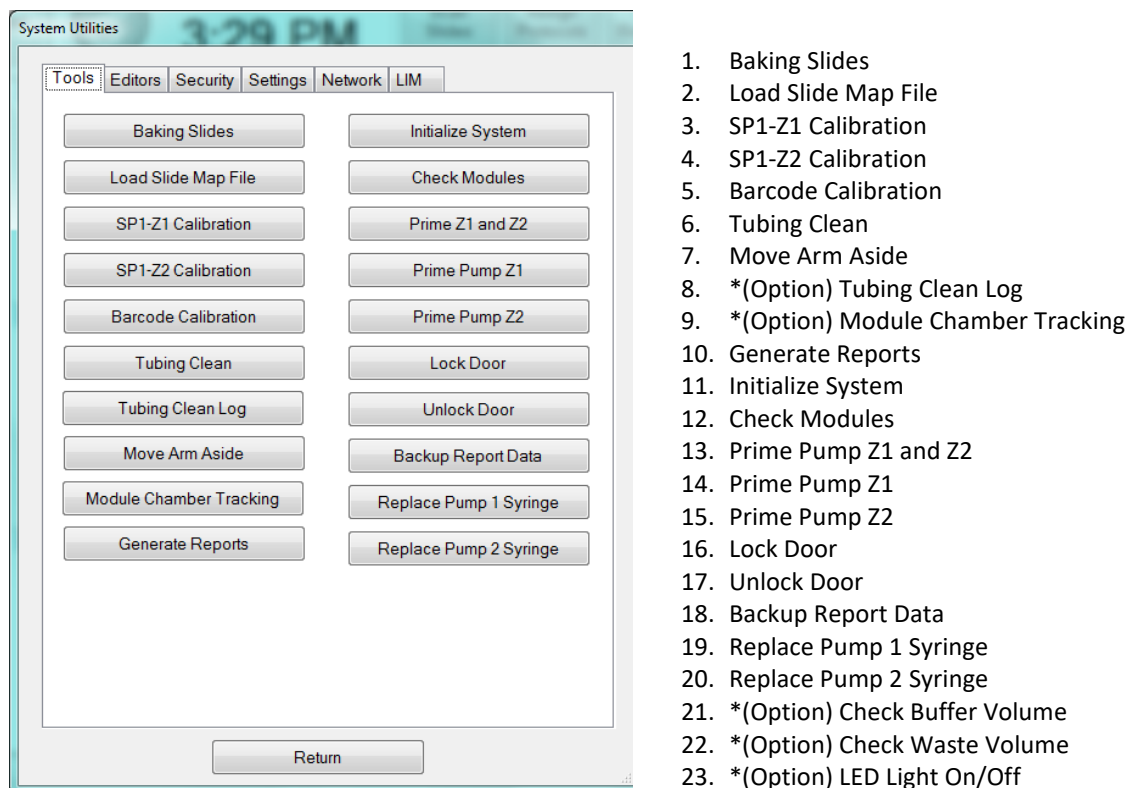 System Utilities
3:29 PM
Tools Editors Security Settings Network LIM
Baking Slides
Load Slide Map File
SP1-Z1 Calibration
SP1-Z2 Calibration
Barcode Calibration
Tubing Clean
Tubing Clean Log
Move Arm Aside
Module Chamber Tracking
Generate Reports
Initialize System
Check Modules
Prime Z1 and Z2
Prime Pump Z1
Prime Pump Z2
Lock Door
Unlock Door
Backup Report Data
Replace Pump 1 Syringe
Replace Pump 2 Syringe
Return
1. Baking Slides
2. Load Slide Map File
3. SP1-Z1 Calibration
4. SP1-Z2 Calibration
5. Barcode Calibration
6. Tubing Clean
7. Move Arm Aside
8. *(Option) Tubing Clean Log
9. *(Option) Module Chamber Tracking
10. Generate Reports
11. Initialize System
12. Check Modules
13. Prime Pump Z1 and Z2
14. Prime Pump Z1
15. Prime Pump Z2
16. Lock Door
17. Unlock Door
18. Backup Report Data
19. Replace Pump 1 Syringe
20. Replace Pump 2 Syringe
21. *(Option) Check Buffer Volume
22. *(Option) Check Waste Volume
23. *(Option) LED Light On/Off